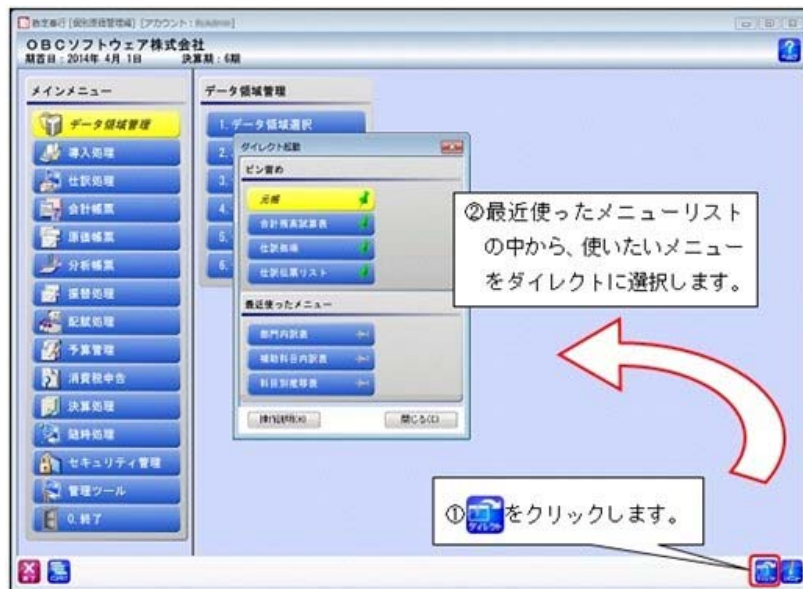 勘定奉行 [個別原価管理編] [アカウント：
OBCソフトウェア株式会社
期首日：2014年 4月 1日 決算期：6期
メインメニュー
データ領域管理
導入処理
仕訳処理
会計帳票
原価帳票
分析帳票
振替処理
配賦処理
予算管理
消費税申告
決算処理
随時処理
セキュリティ管理
管理ツール
0.終了
データ領域管理
1.データ領域選択
2.
3.
4.
5.
6.
ダイレクト起動
ピン留め
元帳
会計残高試算表
仕訳帳
仕訳伝票リスト
最近使ったメニュー
部門内訳表
補助科目内訳表
科目別推移表
操作説明(H)
閉じる(C)
②最近使ったメニューリスト
の中から、使いたいメニュー
をダイレクトに選択します。
①
ダイレクト
をクリックします。